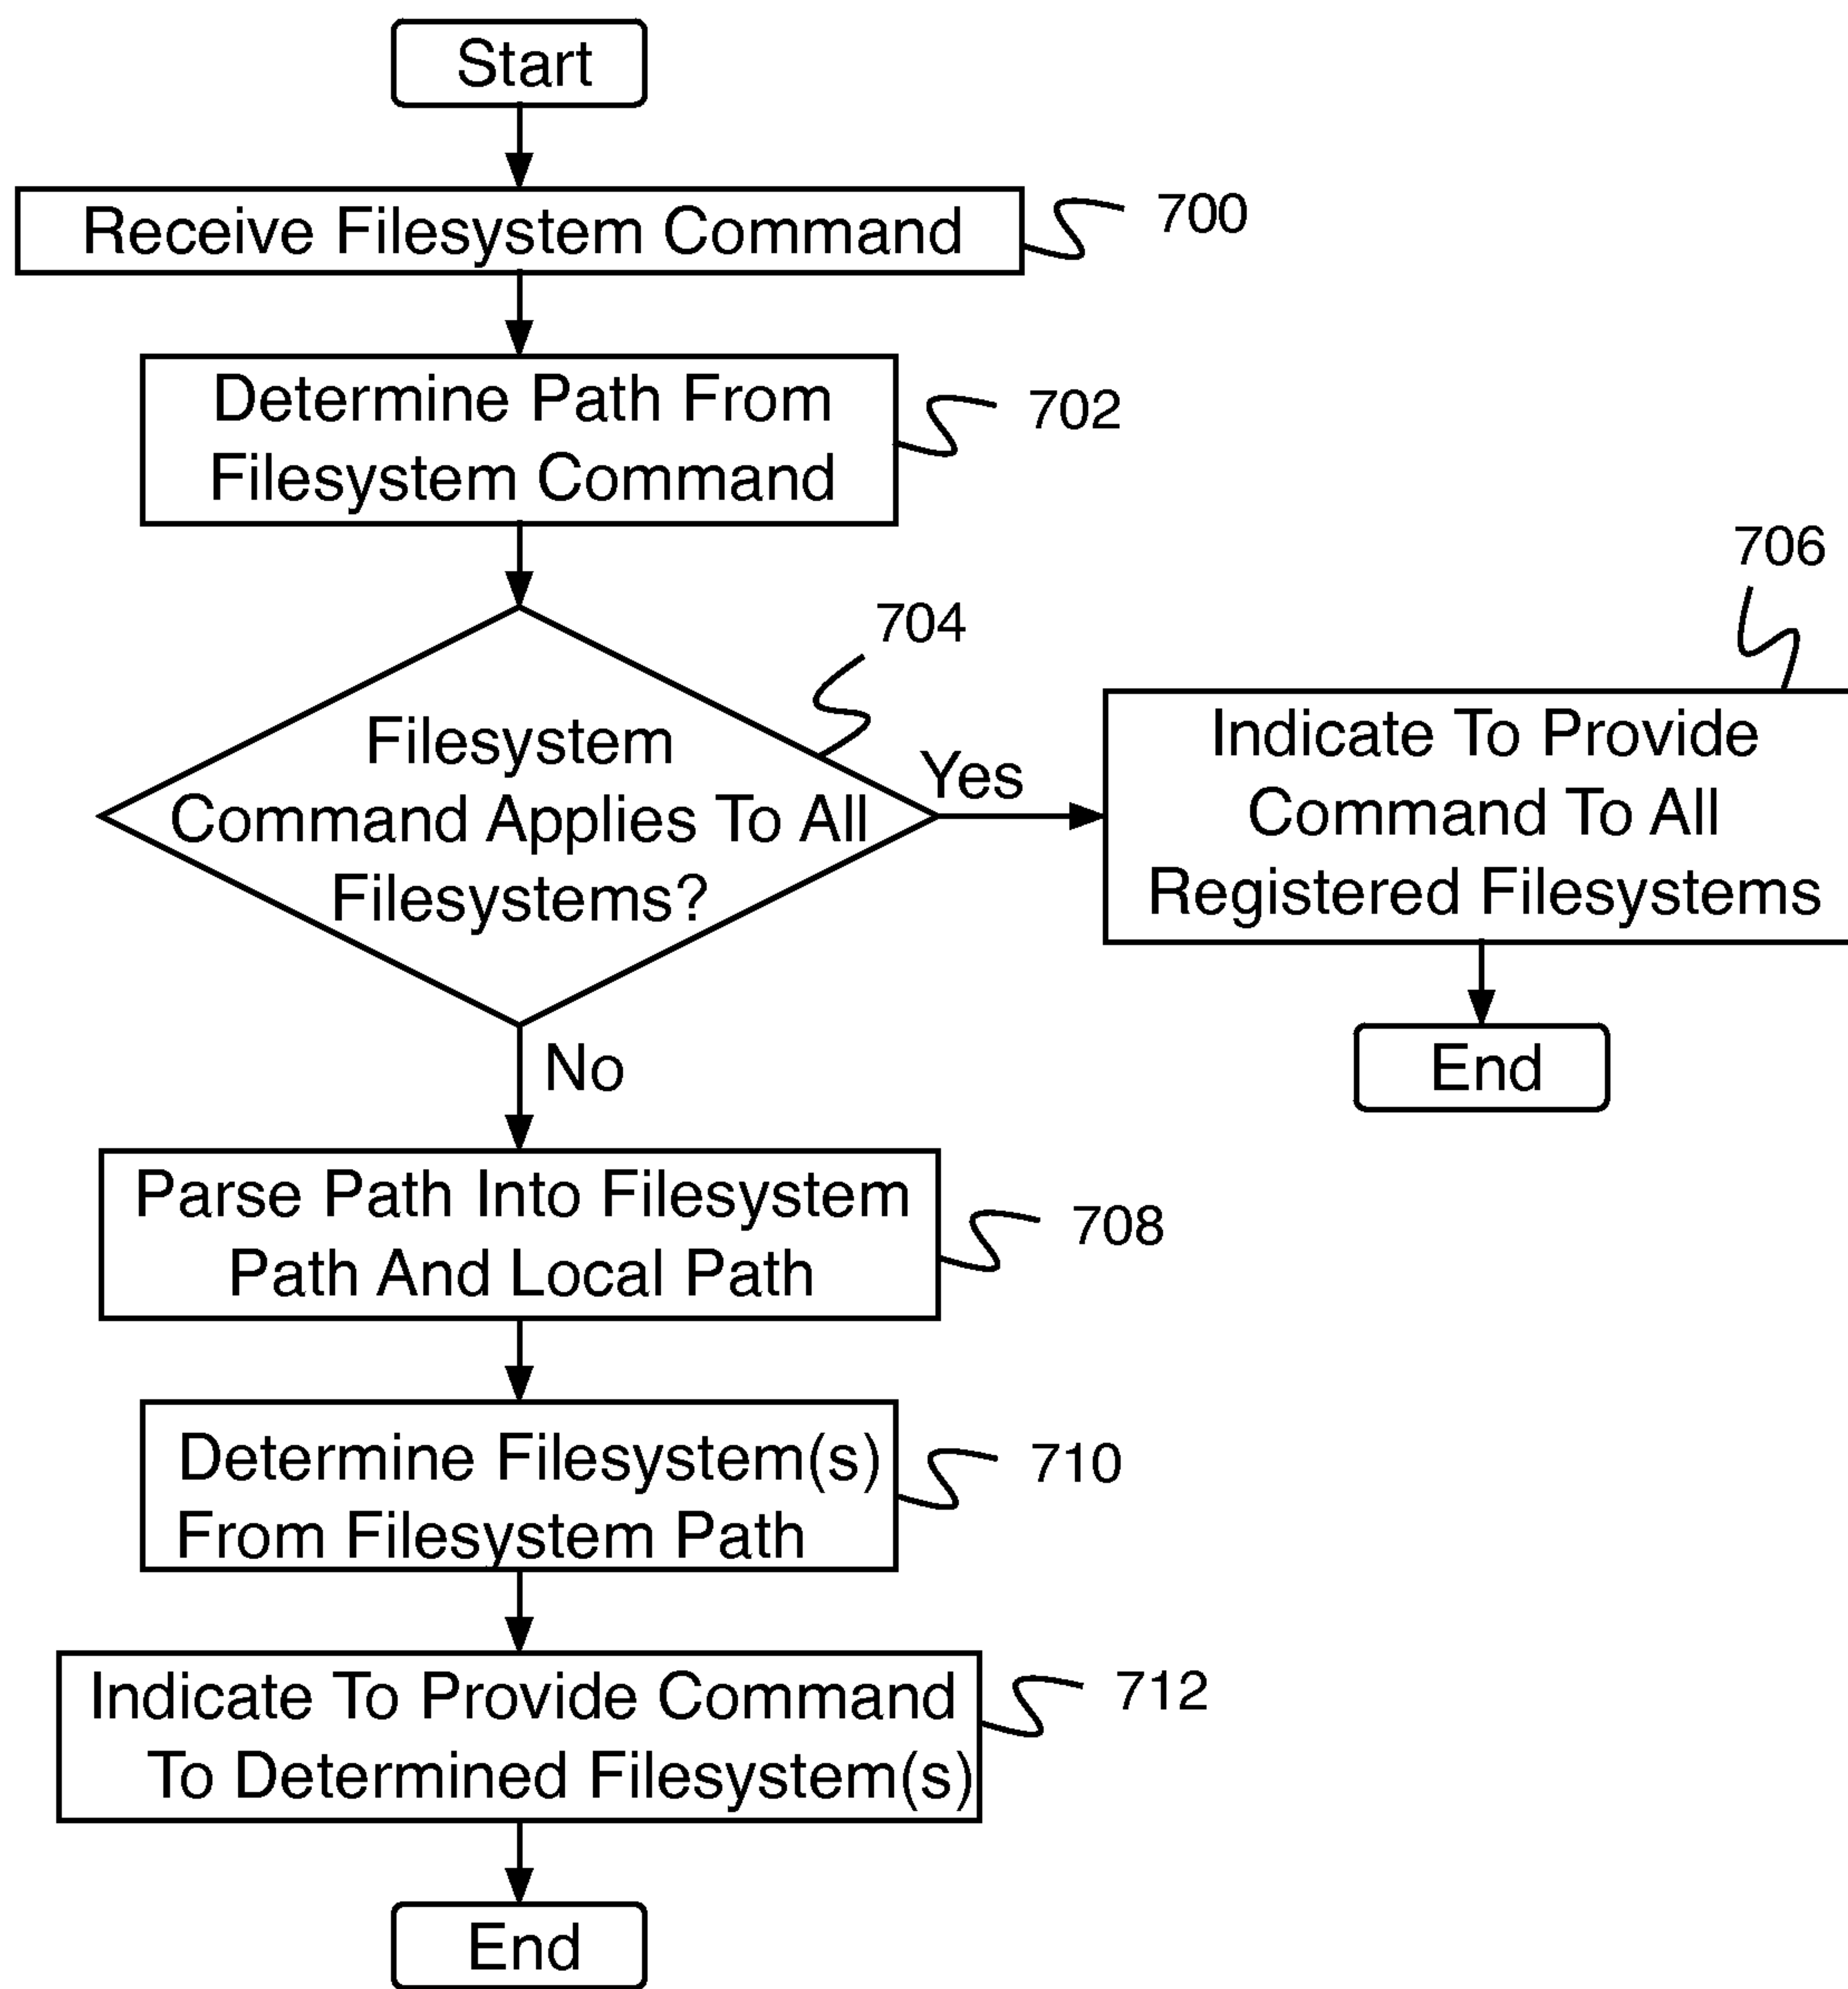 Start
Receive Filesystem Command
700
Determine Path From
Filesystem Command
702
704
Filesystem
Command Applies To All
Filesystems?
Yes
706
Indicate To Provide
Command To All
Registered Filesystems
End
No
Parse Path Into Filesystem
Path And Local Path
708
Determine Filesystem(s)
From Filesystem Path
710
Indicate To Provide Command
To Determined Filesystem(s)
712
End